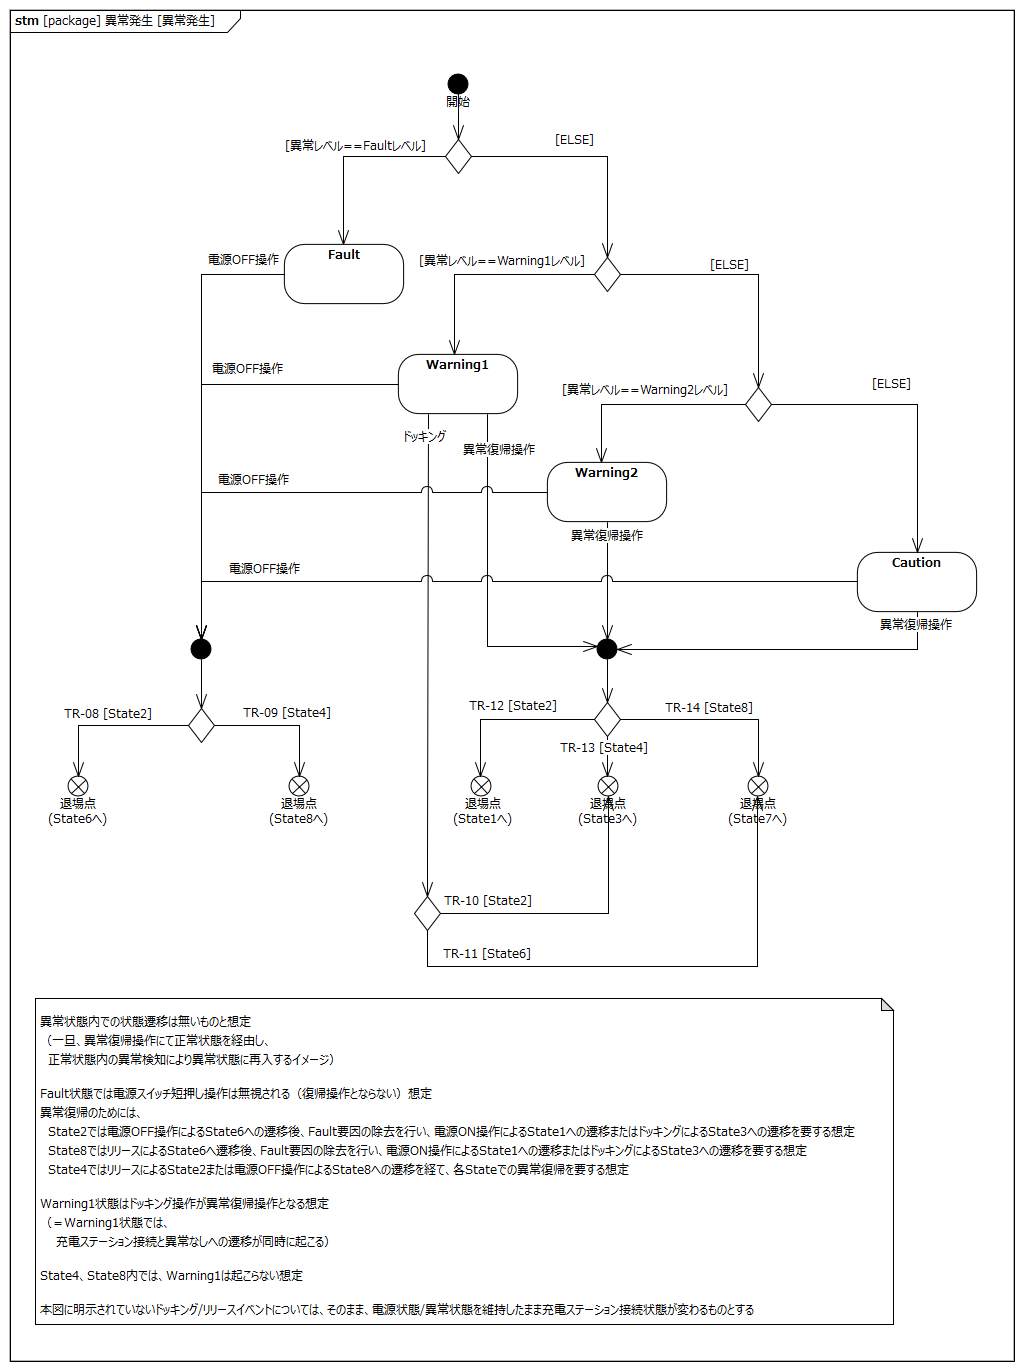 stm [package] 異常発生 [異常発生]
開始
[異常レベル==Faultレベル]
[ELSE]
Fault
電源OFF操作
[異常レベル==Warning1レベル]
[ELSE]
Warning1
電源OFF操作
[異常レベル==Warning2レベル]
[ELSE]
ドッキング
異常復帰操作
Warning2
電源OFF操作
異常復帰操作
Caution
電源OFF操作
異常復帰操作
TR-08 [State2]
TR-09 [State4]
TR-12 [State2]
TR-14 [State8]
TR-13 [State4]
退場点
(State6へ)
退場点
(State8へ)
退場点
(State1へ)
退場点
(State3へ)
退場点
(State7へ)
TR-10 [State2]
TR-11 [State6]
異常状態内での状態遷移は無いものと想定
（一旦、異常復帰操作にて正常状態を経由し、
正常状態内の異常検知により異常状態に再入するイメージ）
Fault状態では電源スイッチ短押し操作は無視される（復帰操作とならない）想定
異常復帰のためには、
State2では電源OFF操作によるState6への遷移後、Fault要因の除去を行い、電源ON操作によるState1への遷移またはドッキングによるState3への遷移を要する想定
State8ではリリースによるState6へ遷移後、Fault要因の除去を行い、電源ON操作によるState1への遷移またはドッキングによるState3への遷移を要する想定
State4ではリリースによるState2または電源OFF操作によるState8への遷移を経て、各Stateでの異常復帰を要する想定
Warning1状態はドッキング操作が異常復帰操作となる想定
（＝Warning1状態では、
充電ステーション接続と異常なしへの遷移が同時に起こる）
State4、State8内では、Warning1は起こらない想定
本図に明示されていないドッキング/リリースイベントについては、そのまま、電源状態/異常状態を維持したまま充電ステーション接続状態が変わるものとする